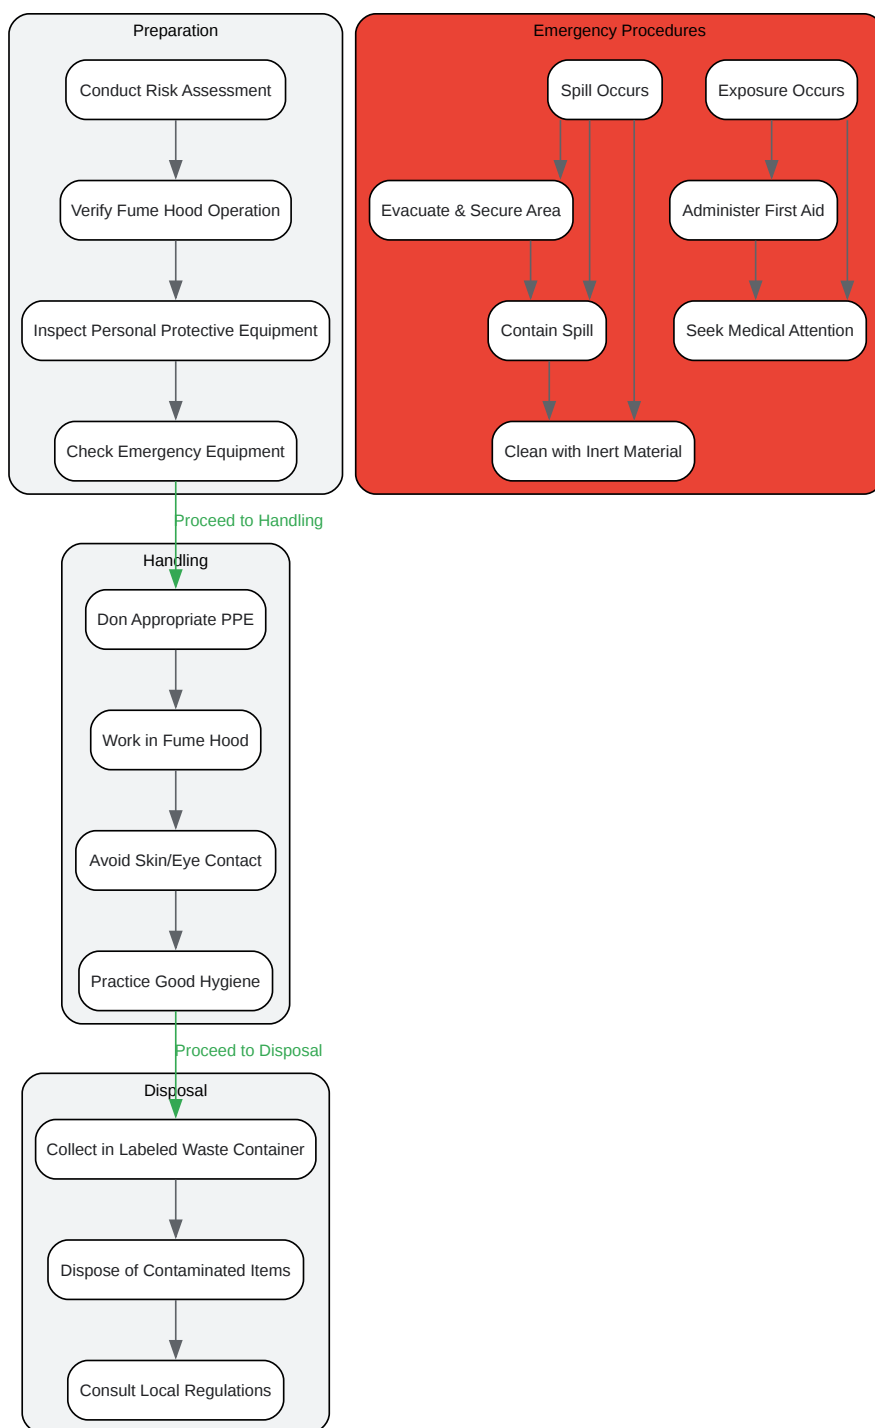 Preparation
Conduct Risk Assessment
Verify Fume Hood Operation
Inspect Personal Protective Equipment
Check Emergency Equipment
Proceed to Handling
Handling
Don Appropriate PPE
Work in Fume Hood
Avoid Skin/Eye Contact
Practice Good Hygiene
Proceed to Disposal
Disposal
Collect in Labeled Waste Container
Dispose of Contaminated Items
Consult Local Regulations
Emergency Procedures
Spill Occurs
Exposure Occurs
Evacuate & Secure Area
Administer First Aid
Contain Spill
Seek Medical Attention
Clean with Inert Material